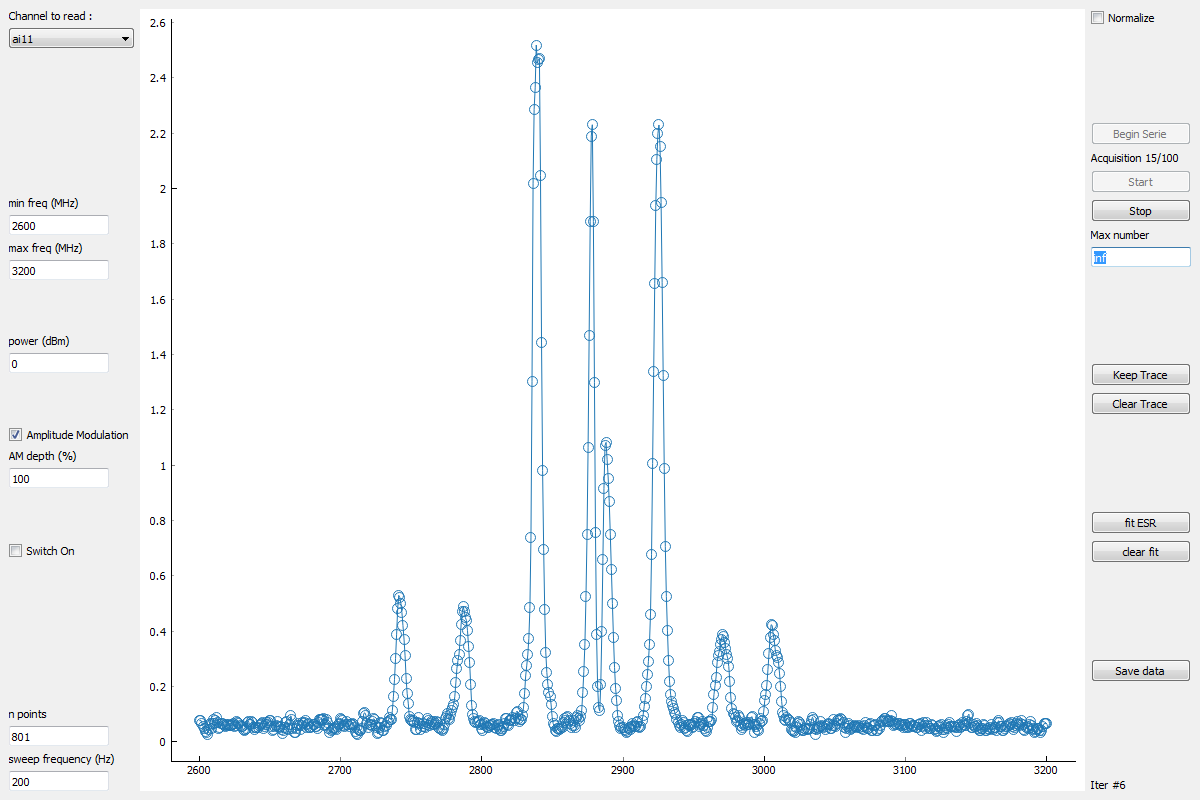 Channel to read :
ai11
min freq (MHz)
2600
max freq (MHz)
3200
power (dBm)
0
Amplitude Modulation
AM depth (%)
100
Switch On
n points
801
sweep frequency (Hz)
200
2.6
2.4
2.2
2
1.8
1.6
1.4
1.2
1
0.8
0.6
0.4
0.2
0
2600 2700 2800 2900 3000 3100 3200
Normalize
Begin Serie
Acquisition 15/100
Start
Stop
Max number
inf
Keep Trace
Clear Trace
fit ESR
clear fit
Save data
Iter #6